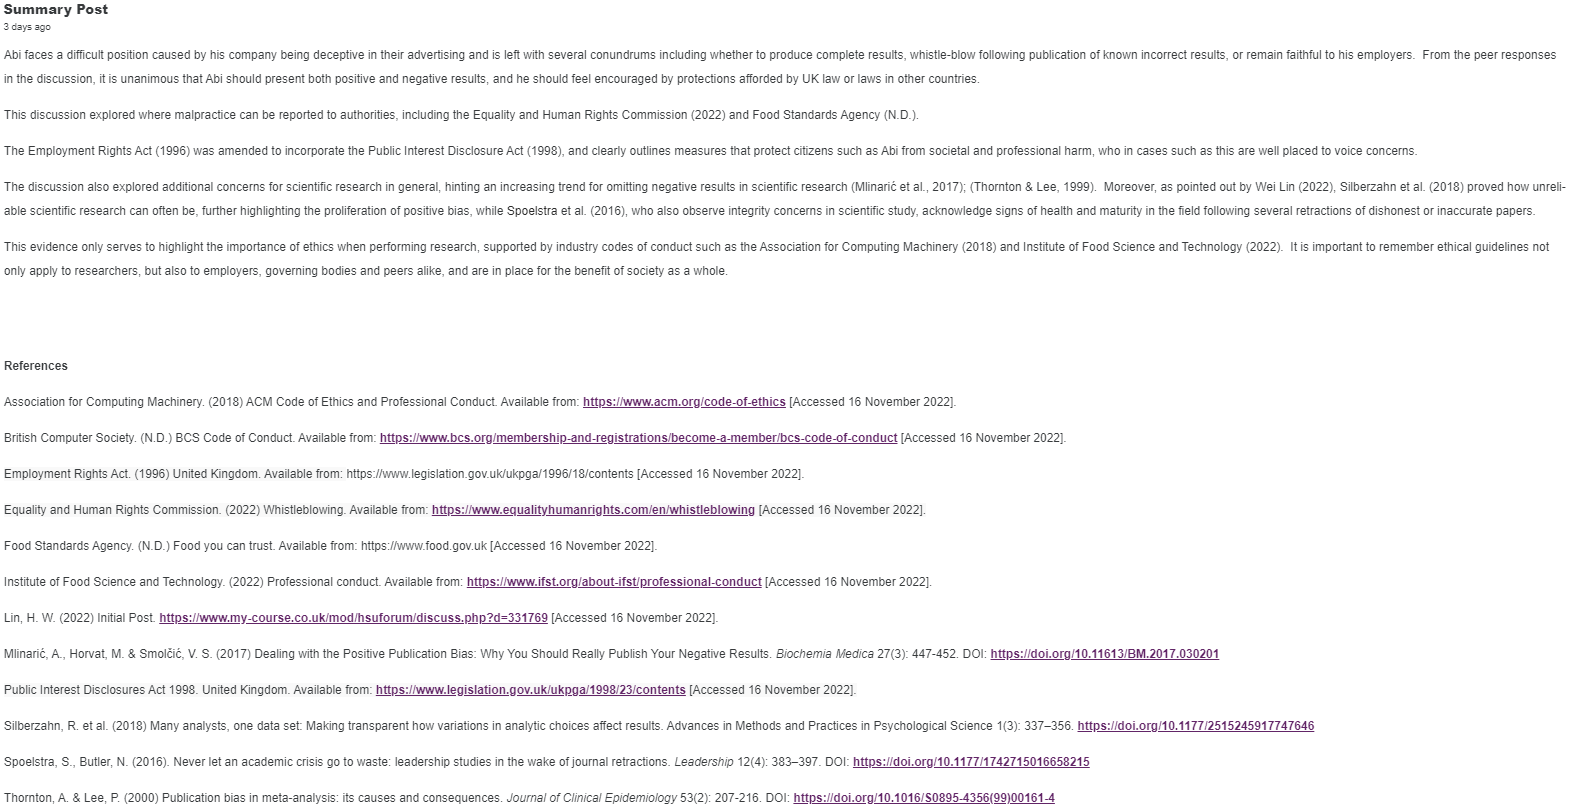 Summary Post
3 days ago
Abi faces a difficult position caused by his company being deceptive in their advertising and is left with several conundrums including whether to produce complete results, whistle-blow following publication of known incorrect results, or remain faithful to his employers.  From the peer responses
in the discussion, it is unanimous that Abi should present both positive and negative results, and he should feel encouraged by protections afforded by UK law or laws in other countries.
This discussion explored where malpractice can be reported to authorities, including the Equality and Human Rights Commission (2022) and Food Standards Agency (N.D.).
The Employment Rights Act (1996) was amended to incorporate the Public Interest Disclosure Act (1998), and clearly outlines measures that protect citizens such as Abi from societal and professional harm, who in cases such as this are well placed to voice concerns.
The discussion also explored additional concerns for scientific research in general, hinting an increasing trend for omitting negative results in scientific research (Mlinarić et al., 2017); (Thornton & Lee, 1999).  Moreover, as pointed out by Wei Lin (2022), Silberzahn et al. (2018) proved how unreli-
able scientific research can often be, further highlighting the proliferation of positive bias, while Spoelstra et al. (2016), who also observe integrity concerns in scientific study, acknowledge signs of health and maturity in the field following several retractions of dishonest or inaccurate papers.
This evidence only serves to highlight the importance of ethics when performing research, supported by industry codes of conduct such as the Association for Computing Machinery (2018) and Institute of Food Science and Technology (2022).  It is important to remember ethical guidelines not
only apply to researchers, but also to employers, governing bodies and peers alike, and are in place for the benefit of society as a whole.
References
Association for Computing Machinery. (2018) ACM Code of Ethics and Professional Conduct. Available from: https://www.acm.org/code-of-ethics [Accessed 16 November 2022].
British Computer Society. (N.D.) BCS Code of Conduct. Available from: https://www.bcs.org/membership-and-registrations/become-a-member/bcs-code-of-conduct [Accessed 16 November 2022].
Employment Rights Act. (1996) United Kingdom. Available from: https://www.legislation.gov.uk/ukpga/1996/18/contents [Accessed 16 November 2022].
Equality and Human Rights Commission. (2022) Whistleblowing. Available from: https://www.equalityhumanrights.com/en/whistleblowing [Accessed 16 November 2022].
Food Standards Agency. (N.D.) Food you can trust. Available from: https://www.food.gov.uk [Accessed 16 November 2022].
Institute of Food Science and Technology. (2022) Professional conduct. Available from: https://www.ifst.org/about-ifst/professional-conduct [Accessed 16 November 2022].
Lin, H. W. (2022) Initial Post. https://www.my-course.co.uk/mod/hsuforum/discuss.php?d=331769 [Accessed 16 November 2022].
Mlinarić, A., Horvat, M. & Smolčić, V. S. (2017) Dealing with the Positive Publication Bias: Why You Should Really Publish Your Negative Results. Biochemia Medica 27(3): 447-452. DOI: https://doi.org/10.11613/BM.2017.030201
Public Interest Disclosures Act 1998. United Kingdom. Available from: https://www.legislation.gov.uk/ukpga/1998/23/contents [Accessed 16 November 2022].
Silberzahn, R. et al. (2018) Many analysts, one data set: Making transparent how variations in analytic choices affect results. Advances in Methods and Practices in Psychological Science 1(3): 337–356. https://doi.org/10.1177/2515245917747646
Spoelstra, S., Butler, N. (2016). Never let an academic crisis go to waste: leadership studies in the wake of journal retractions. Leadership 12(4): 383–397. DOI: https://doi.org/10.1177/1742715016658215
Thornton, A. & Lee, P. (2000) Publication bias in meta-analysis: its causes and consequences. Journal of Clinical Epidemiology 53(2): 207-216. DOI: https://doi.org/10.1016/S0895-4356(99)00161-4